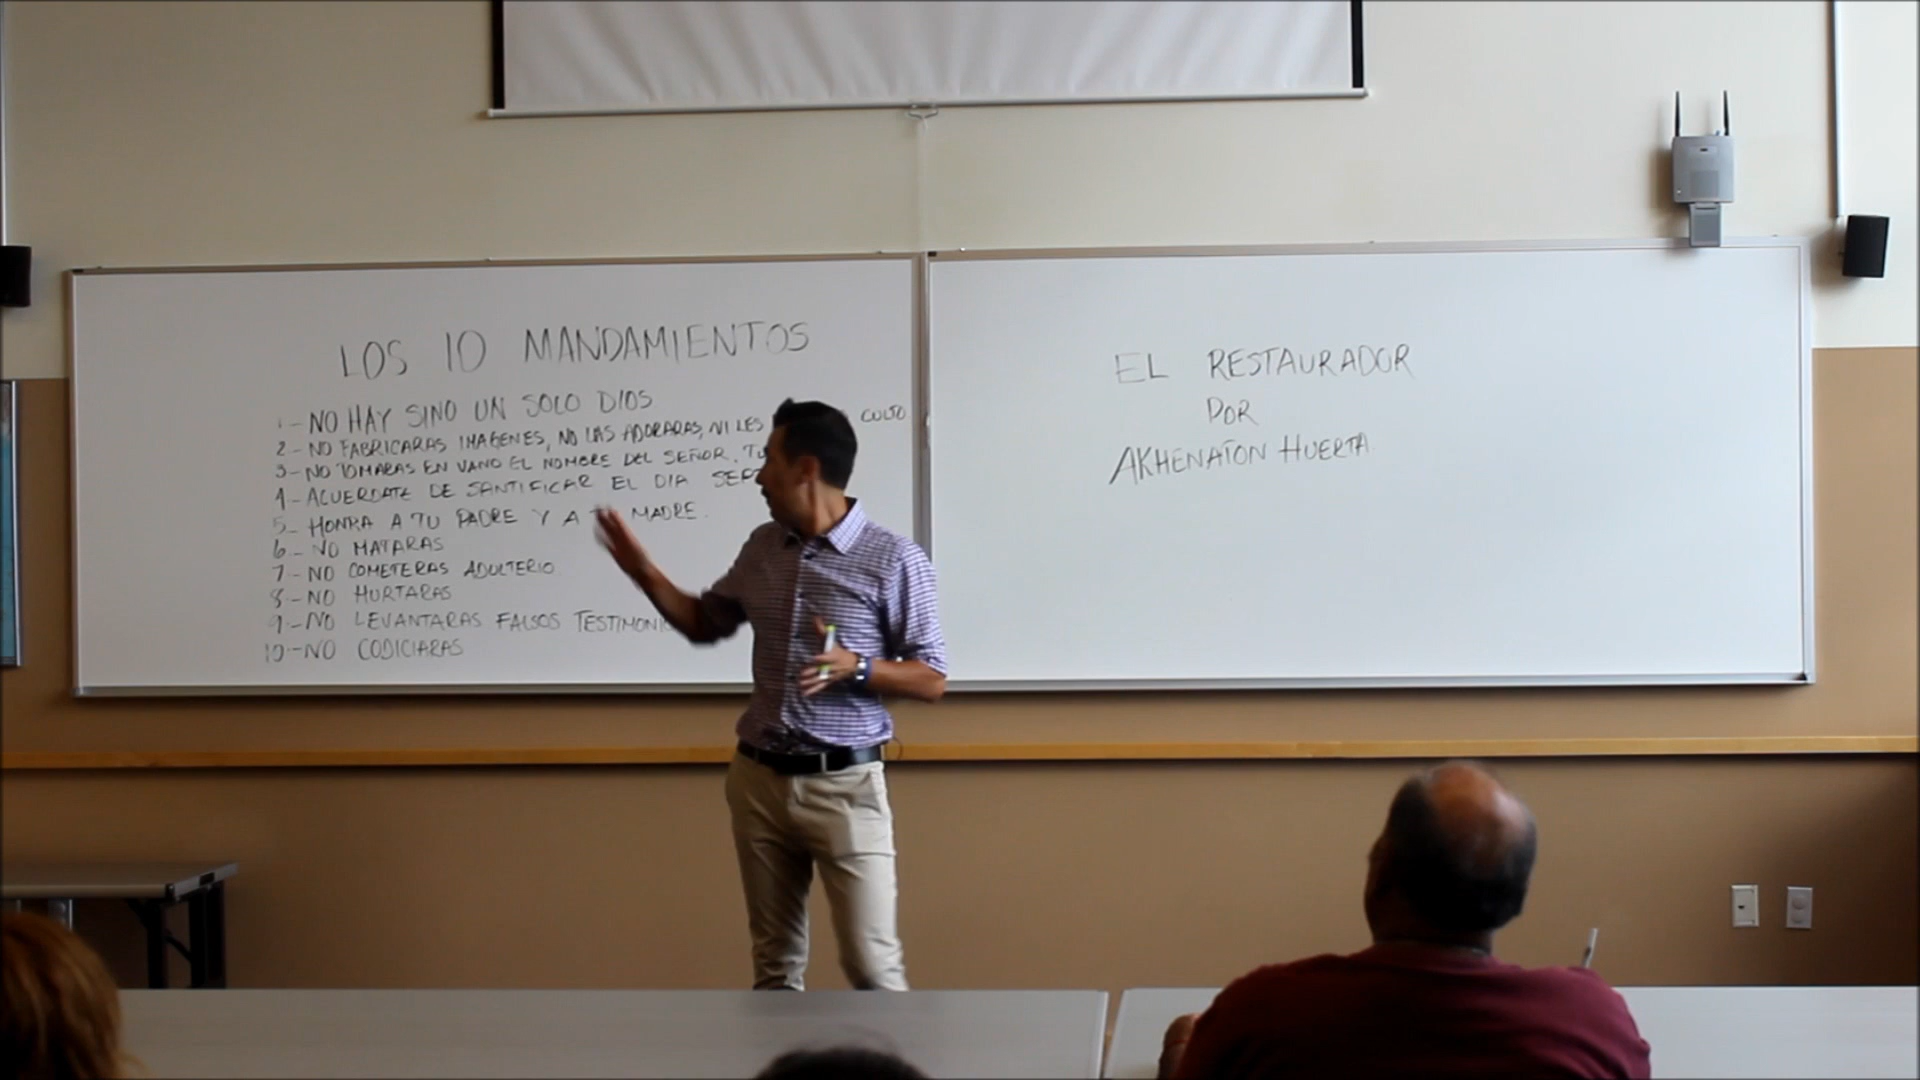 LOS 10 MANDAMIENTOS
1- NO HAY SINO UN SOLO DIOS
2- NO FABRICARAS IMAGENES, NO LAS ADORARAS, NI LES CULTO
3- NO TOMARAS EN VANO EL NOMBRE DEL SEÑOR, TU
4- ACUERDATE DE SANTIFICAR EL DIA
5- HONRA A TU PADRE Y A MADRE.
6- NO MATARAS
7- NO COMETERAS ADULTERIO
8- NO HURTARAS
9- NO LEVANTARAS FALSOS
10- NO CODICIARAS
EL RESTAURADOR
POR
AKHENATON HUERTA.